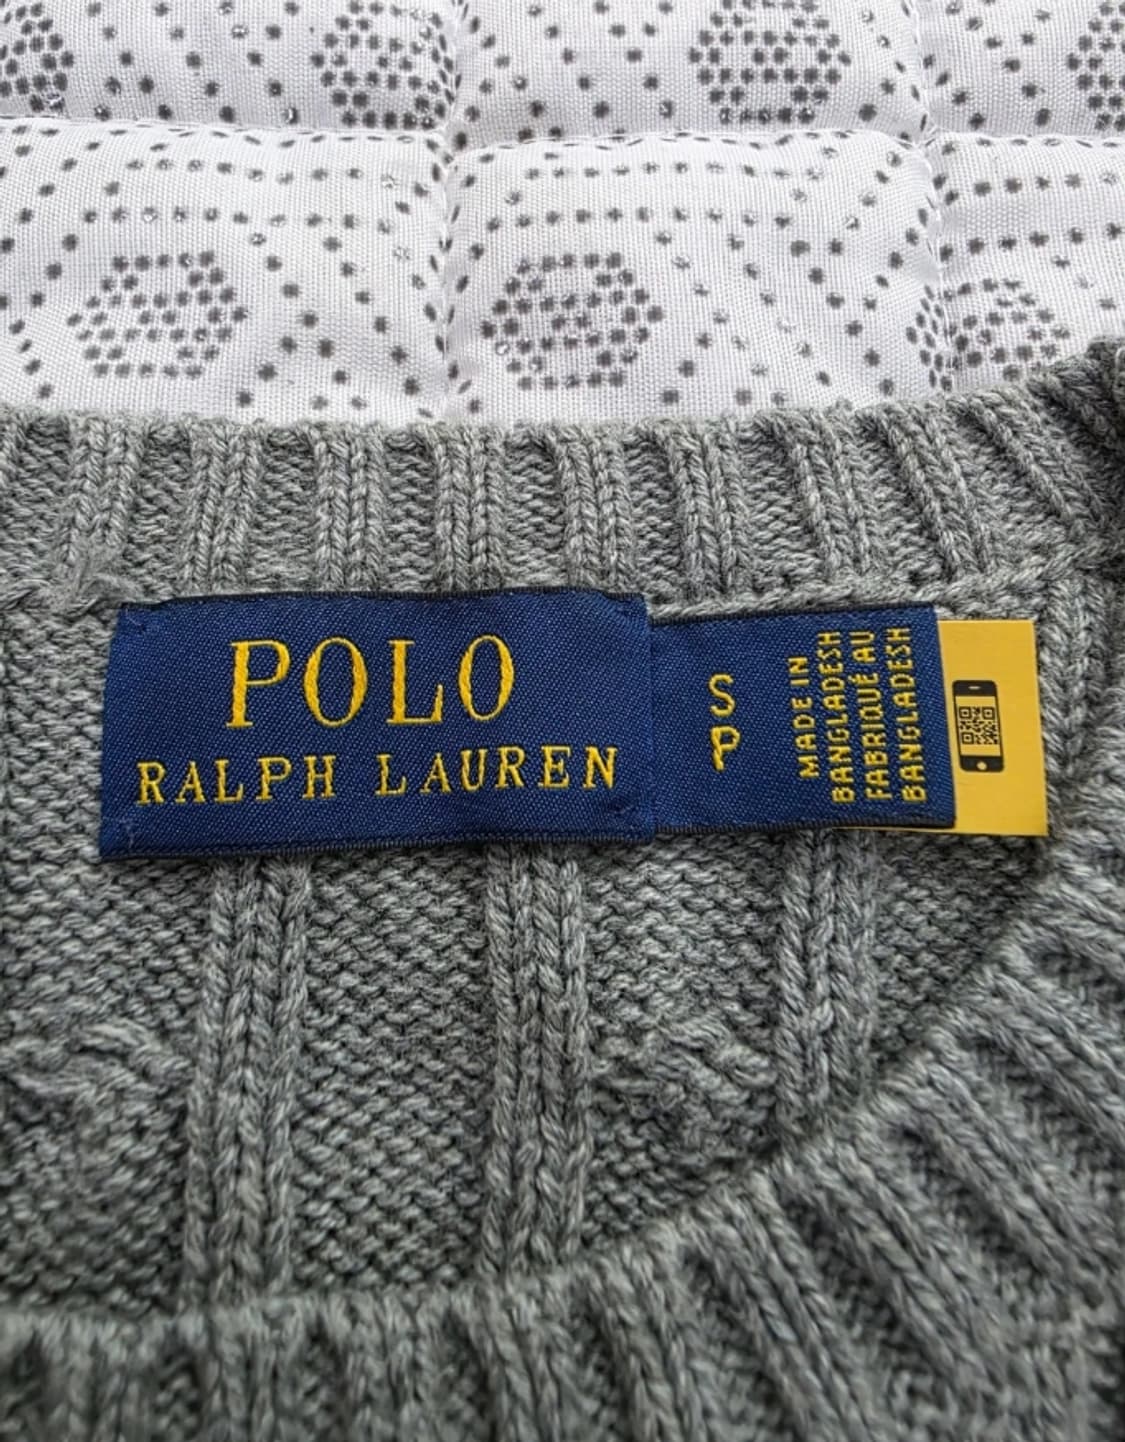 POLO
RALPH LAUREN
S
P
MADE IN
BANGLADESH
FABRIQUÉ AU
BANGLADESH